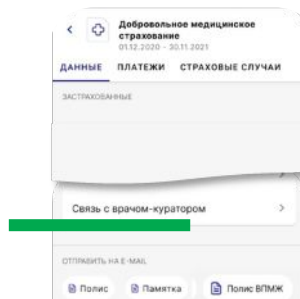 Добровольное медицинское
страхование
01.12.2020 - 30.11.2021
ДАННЫЕ ПЛАТЕЖИ СТРАХОВЫЕ СЛУЧАИ
ЗАСТРАХОВАННЫЕ
Связь с врачом-куратором
ОТПРАВИТЬ НА E-MAIL
Полис Памятка Полис ВПМЖ